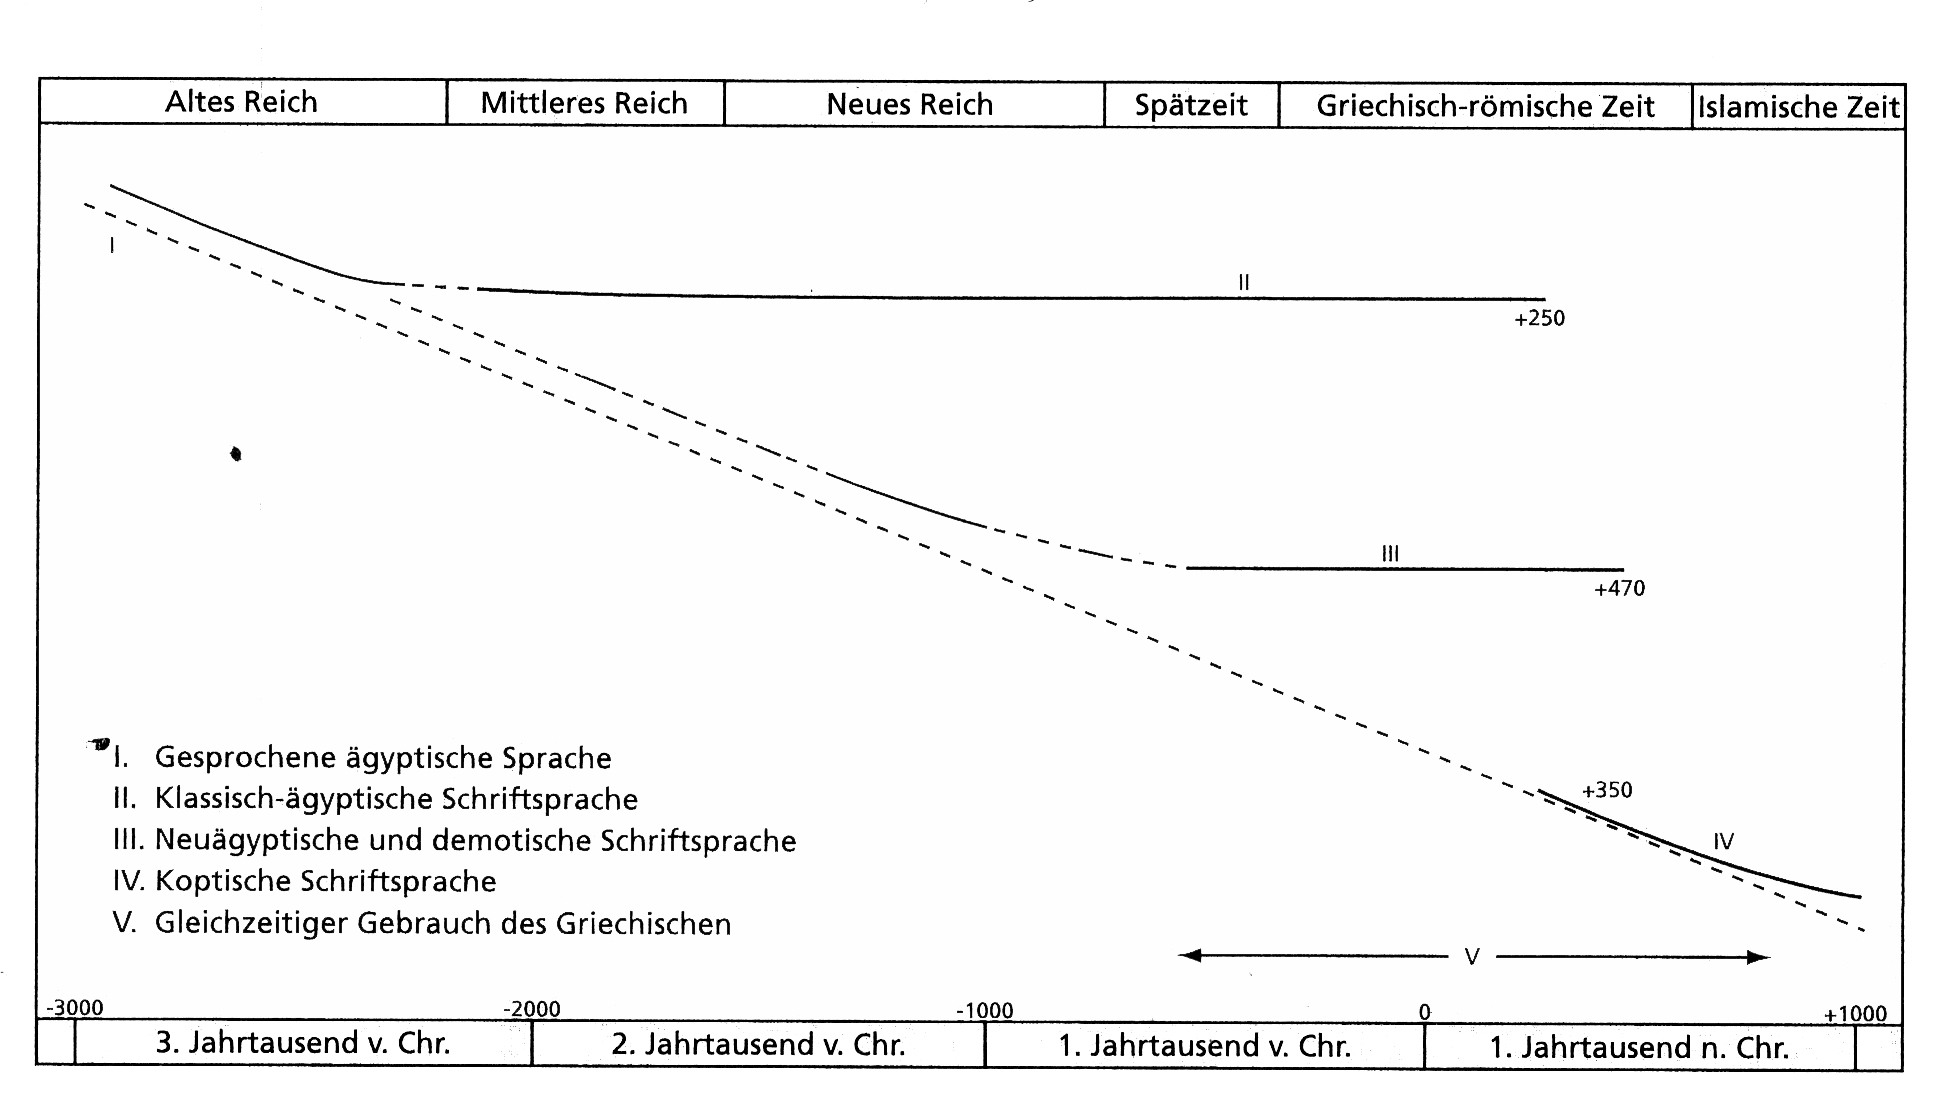 Altes Reich
Mittleres Reich
Neues Reich
Spätzeit
Griechisch-römische Zeit
Islamische Zeit
I
II
+250
III
+470
+350
IV
I. Gesprochene ägyptische Sprache
II. Klassisch-ägyptische Schriftsprache
III. Neuägyptische und demotische Schriftsprache
IV. Koptische Schriftsprache
V. Gleichzeitiger Gebrauch des Griechischen
V
-3000
-2000
-1000
0
+1000
3. Jahrtausend v. Chr.
2. Jahrtausend v. Chr.
1. Jahrtausend v. Chr.
1. Jahrtausend n. Chr.